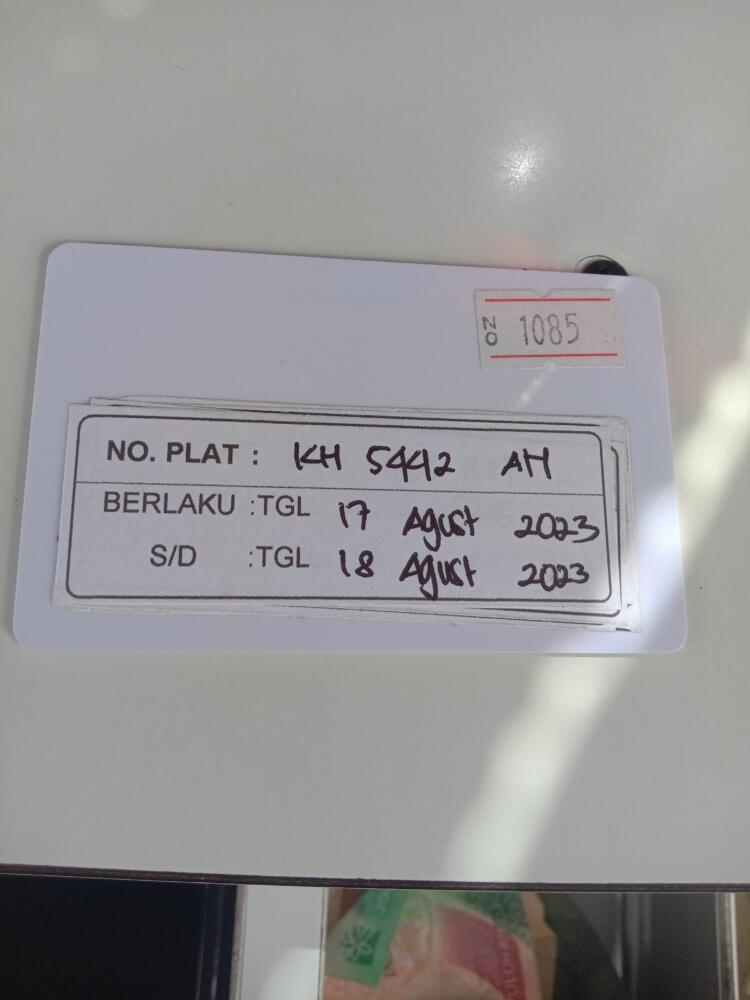 NO 1085
NO. PLAT : KH 5442 AH
BERLAKU :TGL 17 Agust 2023
S/D :TGL 18 Agust 2023